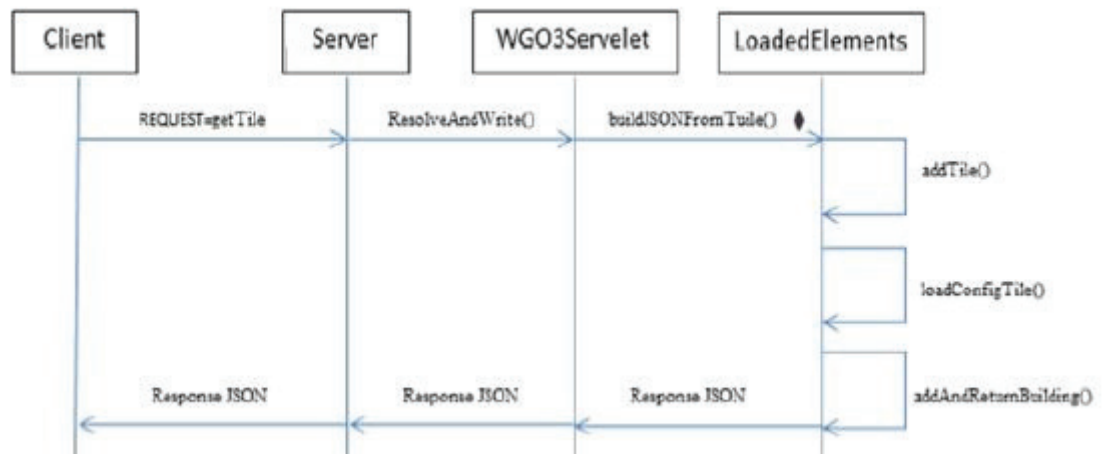 Client
Server
WGO3Servelet
LoadedElements
REQUEST=getTile
ResolveAndWrite()
buildJSONFromTuile()
addTile()
loadConfigTile()
addAndReturnBuilding()
Response JSON
Response JSON
Response JSON